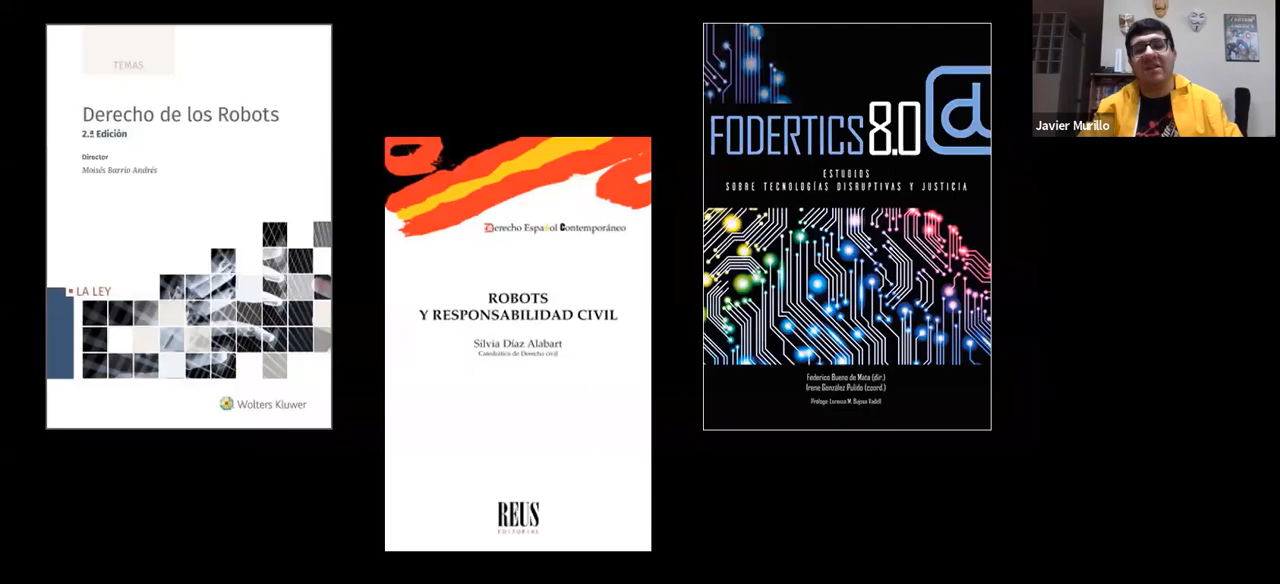 TEMAS
Derecho de los Robots
2.ª Edición
Director
Moisés Barrio Andrés
LA LEY
Wolters Kluwer
Derecho Español Contemporáneo
ROBOTS
Y RESPONSABILIDAD CIVIL
Silvia Díaz Alabart
Catedrática de Derecho civil
REUS
EDITORIAL
FODERTICS 8.0
ESTUDIOS
SOBRE TECNOLOGÍAS DISRUPTIVAS Y JUSTICIA
Federico Bueno de Mata (dir.)
Irene González Pulido (coord.)
Prólogo: Lorenzo M. Bujosa Vadell
Javier Murillo